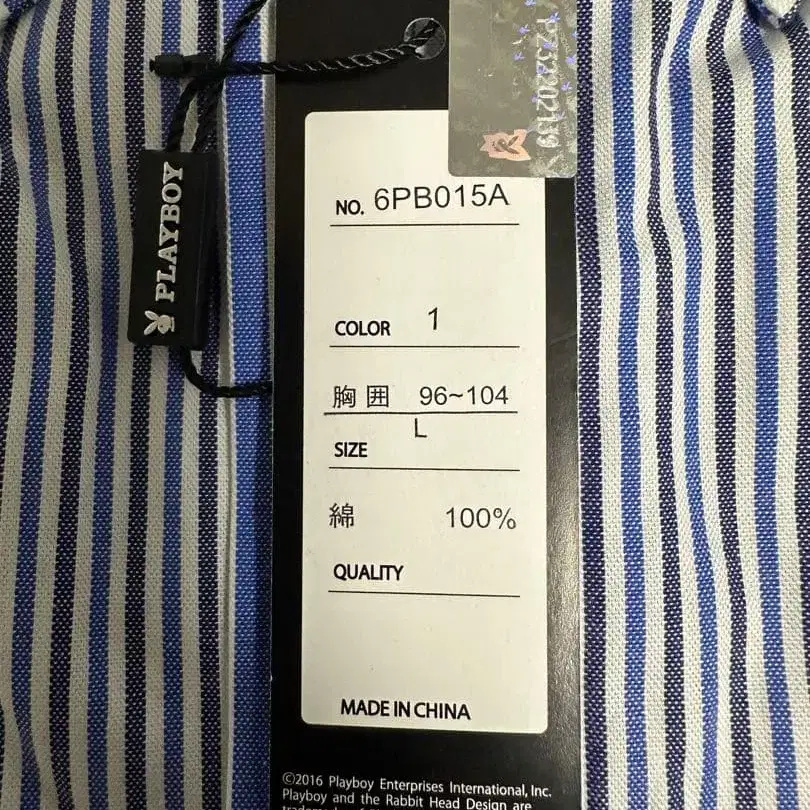 PLAYBOY
P232202139
NO. 6PB015A
COLOR 1
胸囲 96~104
L
SIZE
綿 100%
QUALITY
MADE IN CHINA
©2016 Playboy Enterprises International, Inc.
Playboy and the Rabbit Head Design are